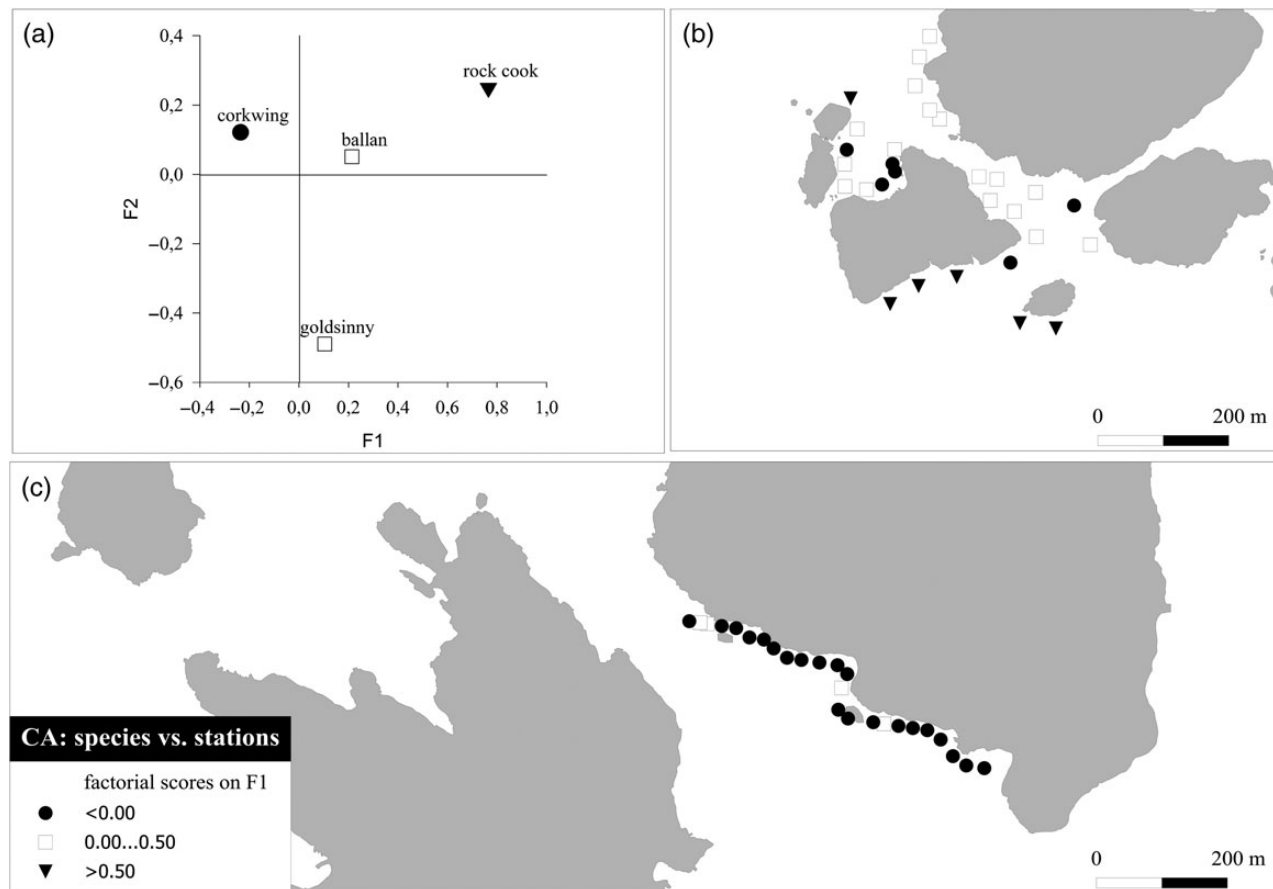 (a)
0,4
0,2
0,0
−0,2
−0,4
−0,6
F2
corkwing
ballan
rock cook
goldsinny
−0,4 −0,2 0,0 0,2 0,4 0,6 0,8 1,0
F1
(b)
0 200 m
(c)
CA: species vs. stations
factorial scores on F1
<0.00
0.00...0.50
>0.50
0 200 m